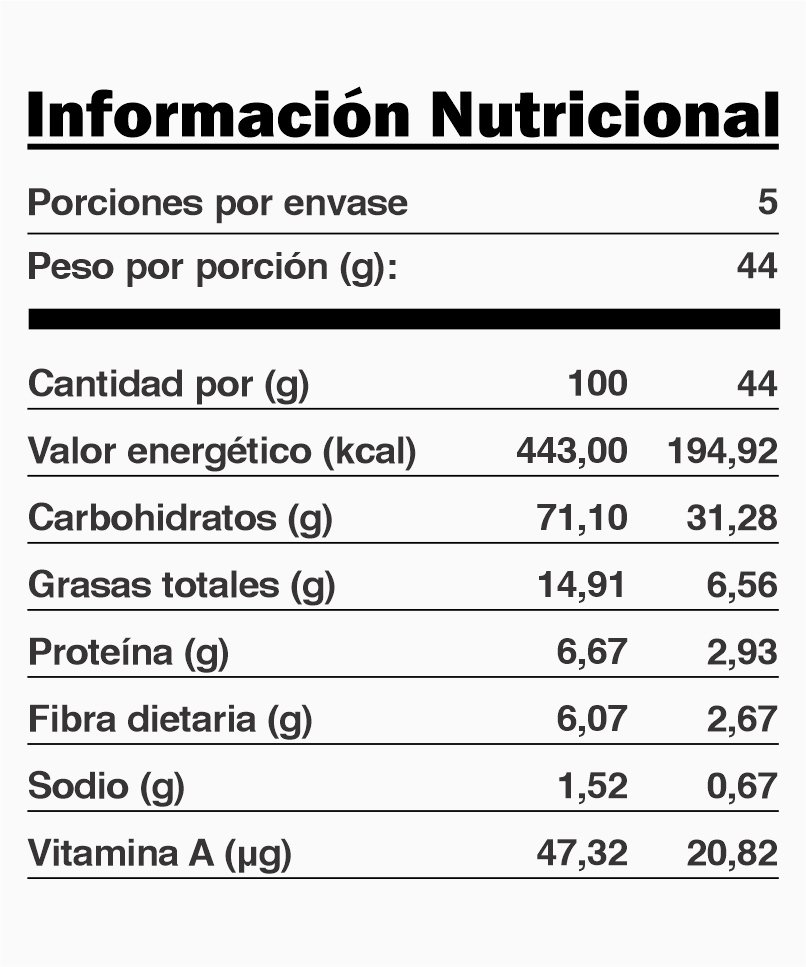 Información Nutricional
Porciones por envase 5
Peso por porción (g): 44
Cantidad por (g) 100 44
Valor energético (kcal) 443,00 194,92
Carbohidratos (g) 71,10 31,28
Grasas totales (g) 14,91 6,56
Proteína (g) 6,67 2,93
Fibra dietaria (g) 6,07 2,67
Sodio (g) 1,52 0,67
Vitamina A (µg) 47,32 20,82